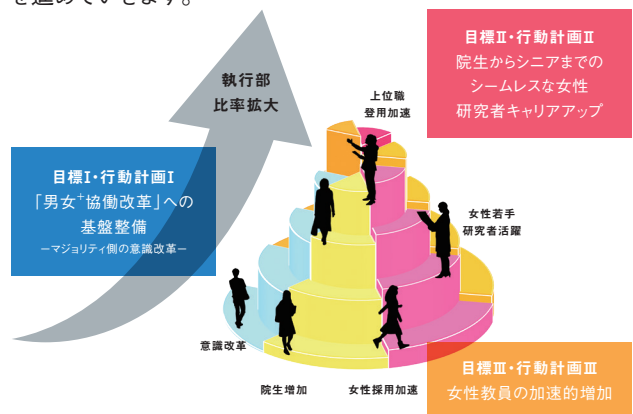 を進めていきます。
目標Ⅱ・行動計画Ⅱ
院生からシニアまでの
シームレスな女性
研究者キャリアアップ
執行部
比率拡大
上位職
登用加速
目標Ⅰ・行動計画Ⅰ
「男女⁺協働改革」への
基盤整備
−マジョリティ側の意識改革−
女性若手
研究者活躍
意識改革
院生増加
女性採用加速
目標Ⅲ・行動計画Ⅲ
女性教員の加速的増加